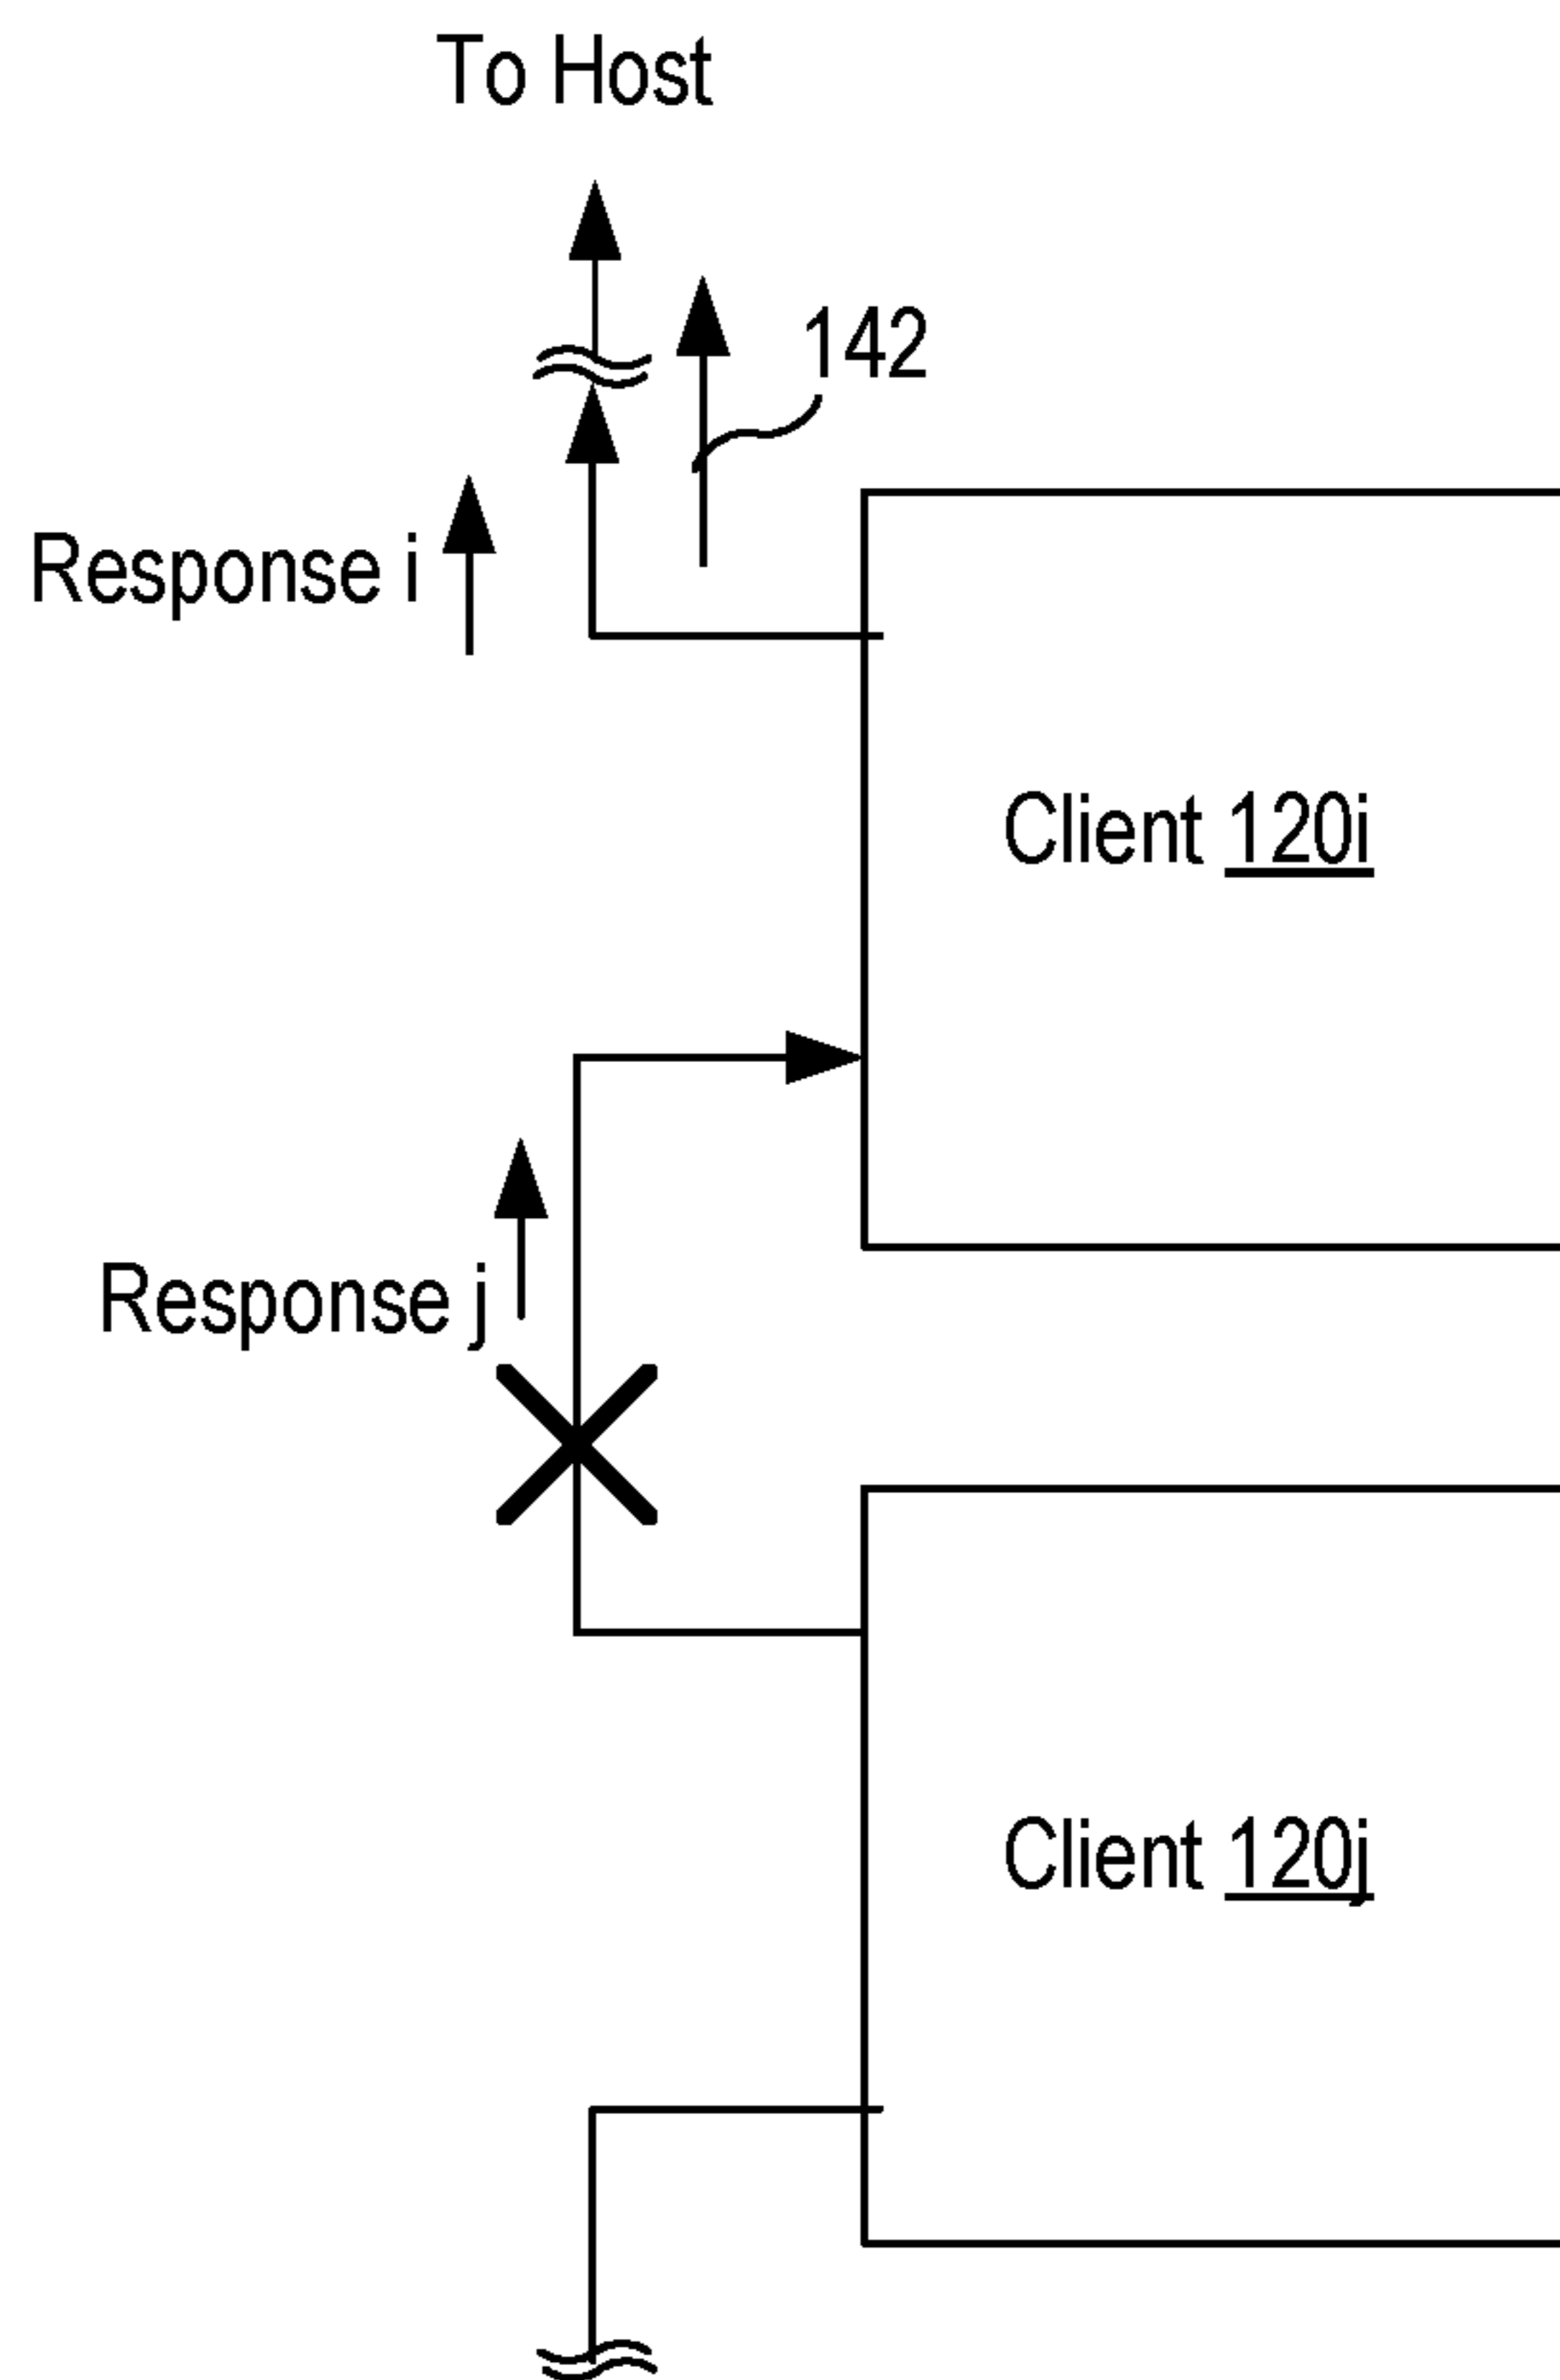 To Host
142
Response i
Client 120i
Response j
Client 120j